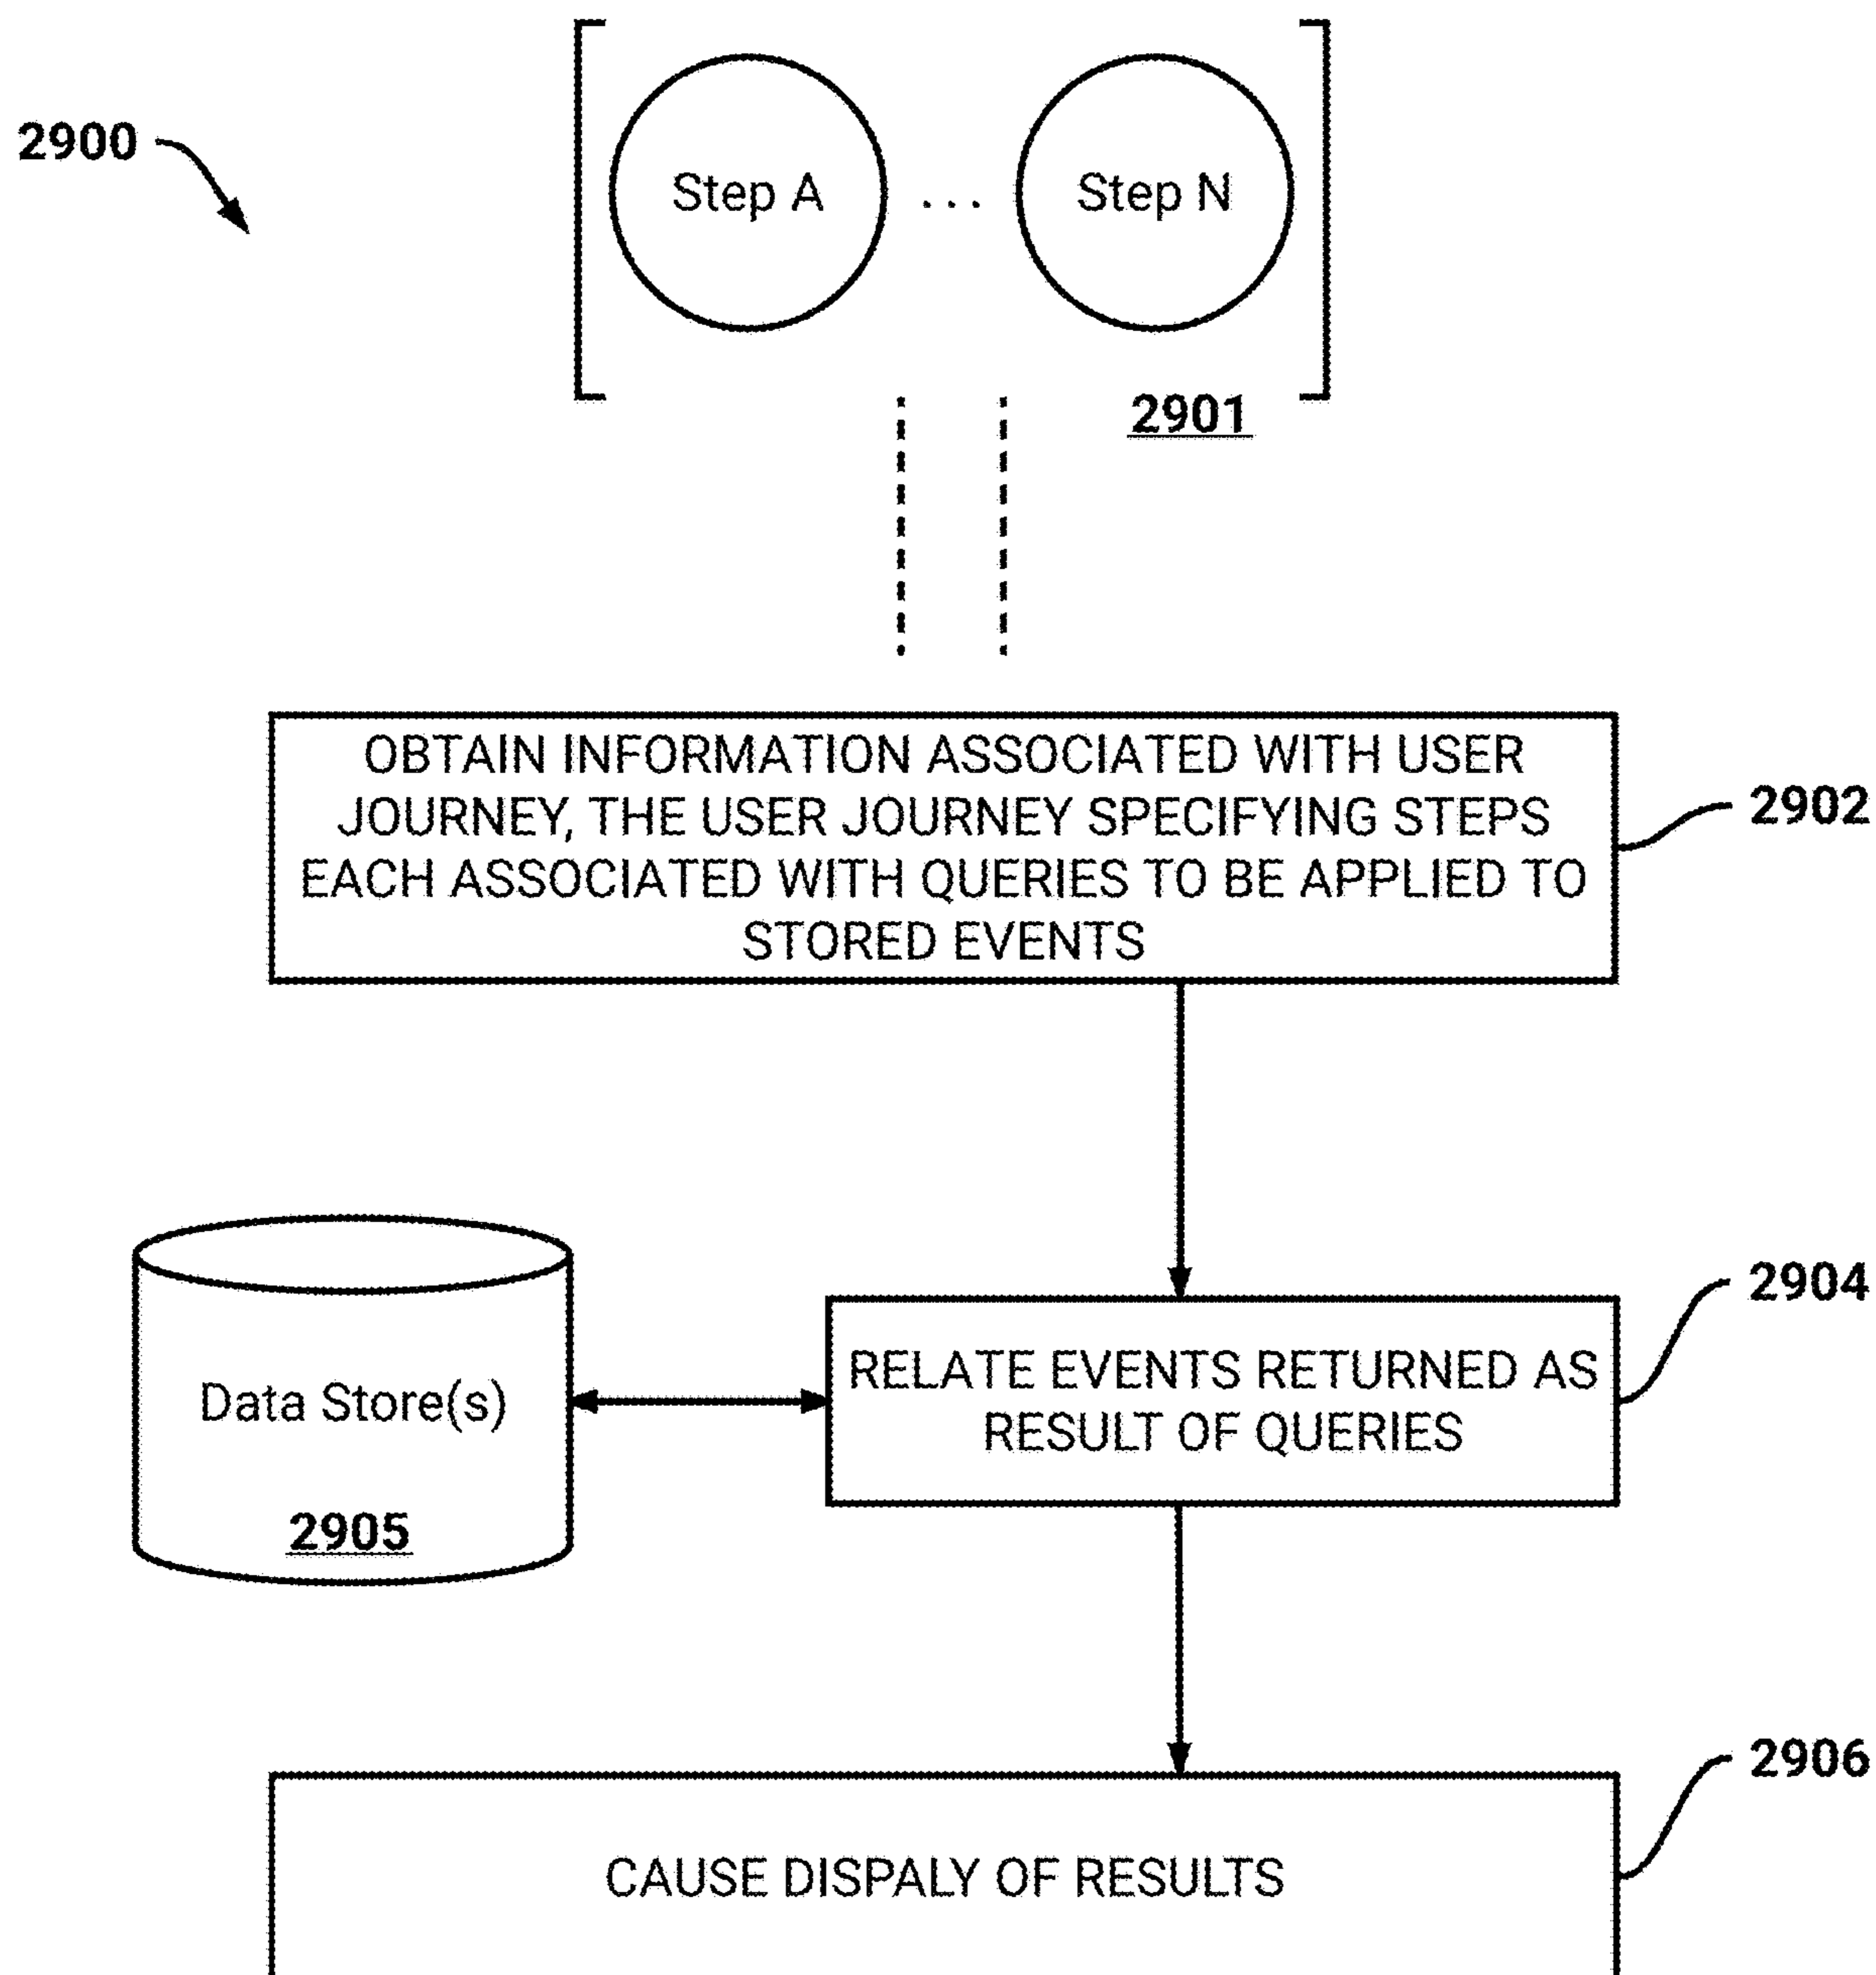 2900
Step A ... Step N
2901
OBTAIN INFORMATION ASSOCIATED WITH USER
JOURNEY, THE USER JOURNEY SPECIFYING STEPS
EACH ASSOCIATED WITH QUERIES TO BE APPLIED TO
STORED EVENTS
2902
2904
RELATE EVENTS RETURNED AS
RESULT OF QUERIES
Data Store(s)
2905
2906
CAUSE DISPALY OF RESULTS